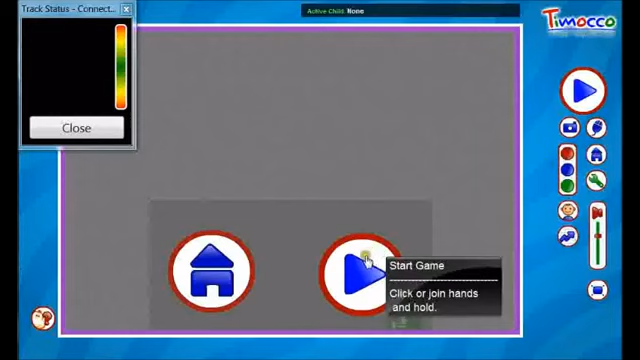 Track Status - Connect...
Active Child: None
Timocco
Close
Start Game
Click or join hands
and hold.